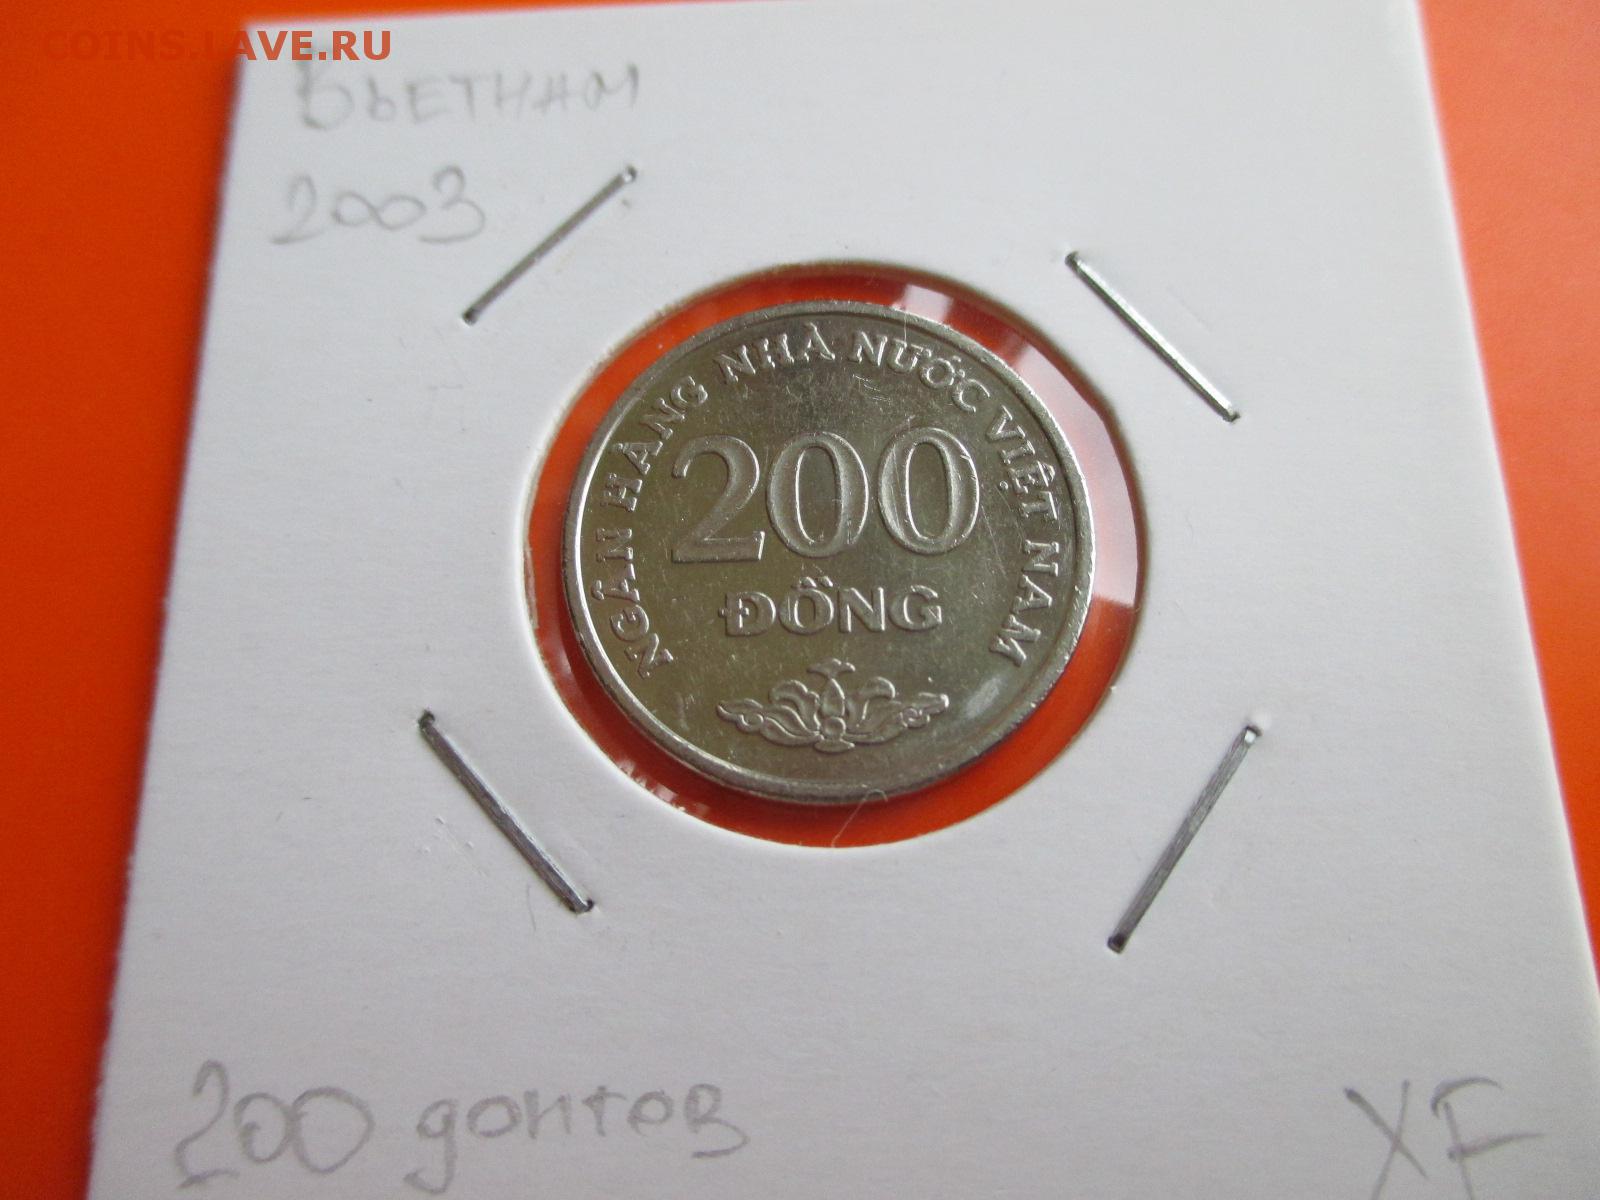 COINS.LAVE.RU
Вьетнам
2003
NGÂN HÀNG NHÀ NƯỚC VIỆT NAM
200
ĐỒNG
200 донгов
XF